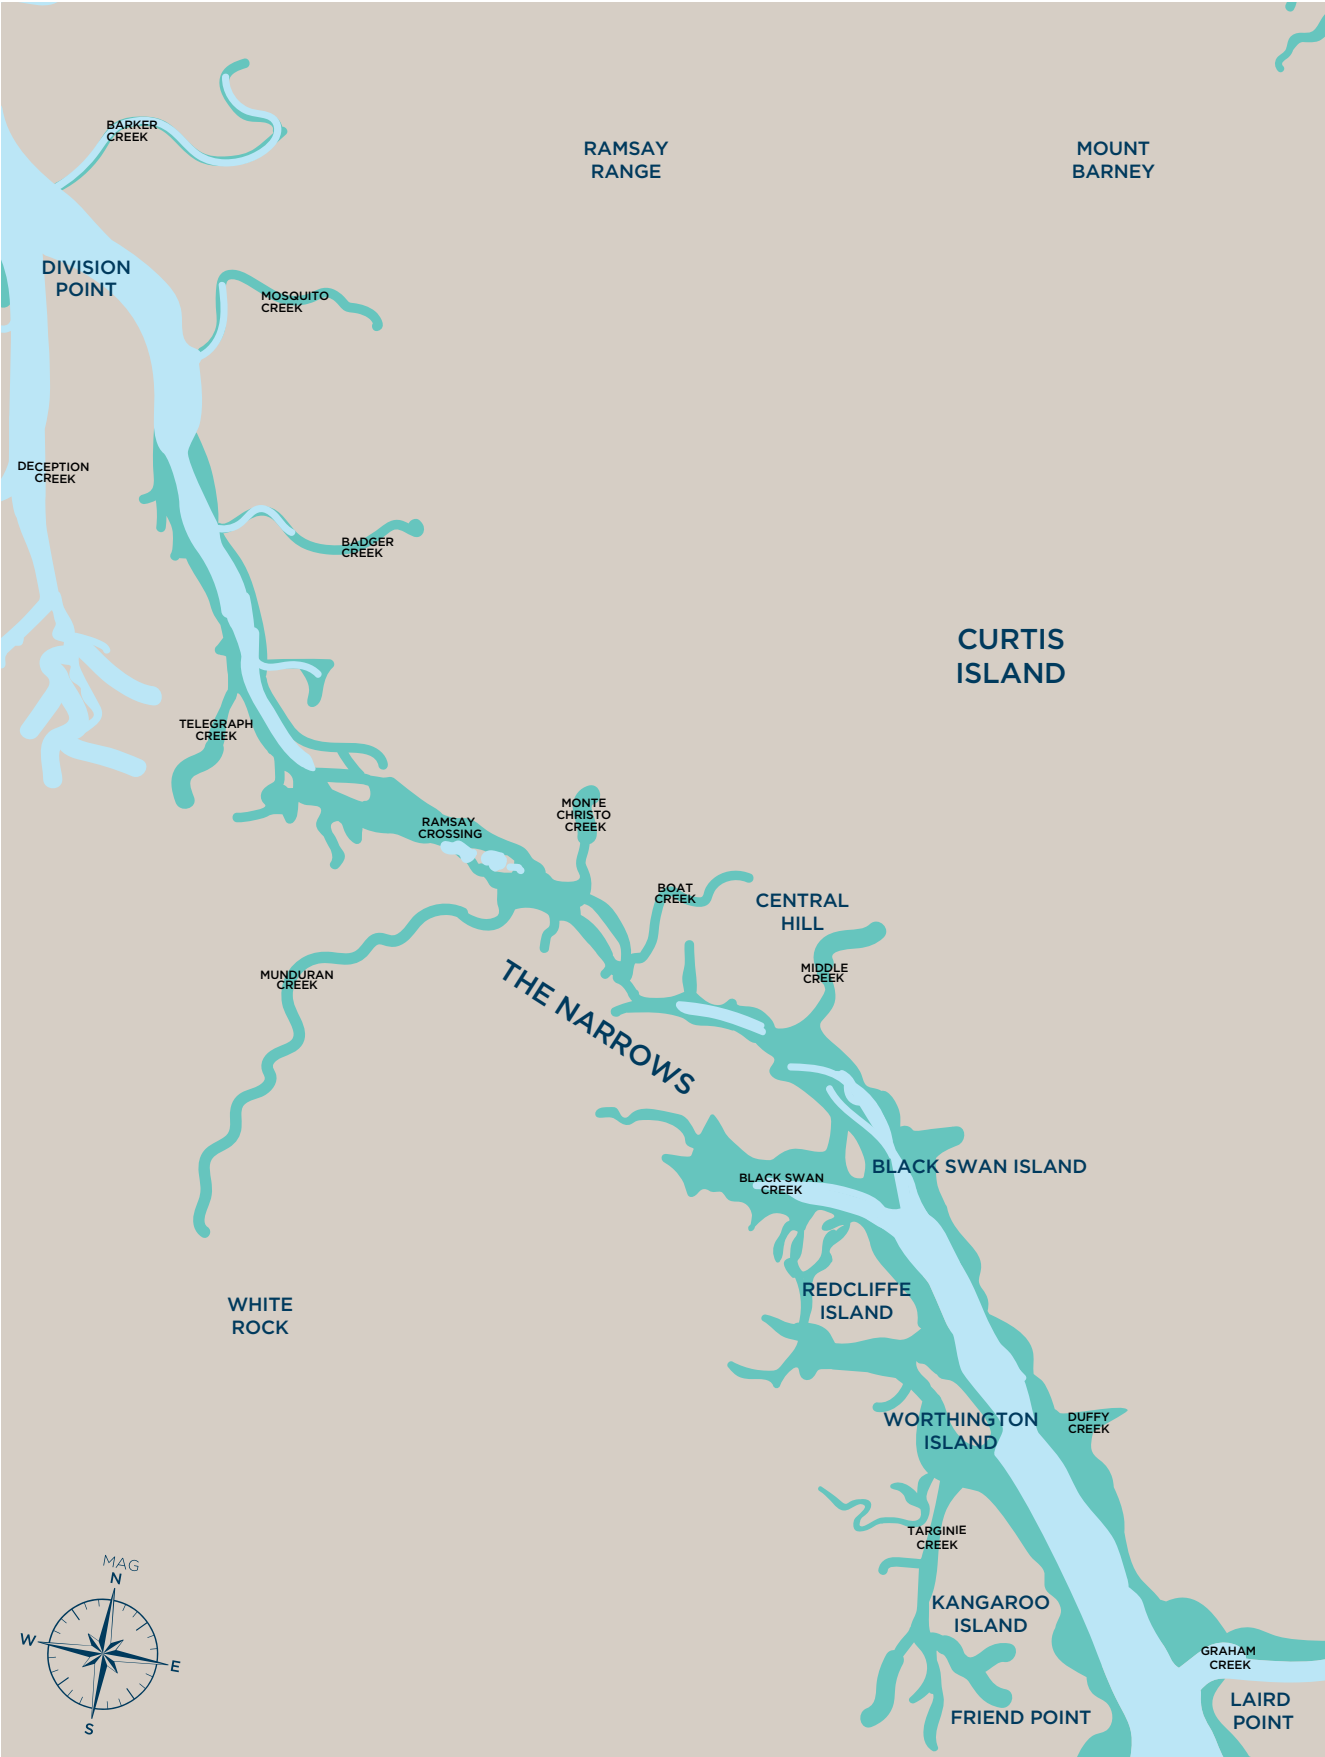 BARKER
CREEK
RAMSAY
RANGE
MOUNT
BARNEY
DIVISION
POINT
MOSQUITO
CREEK
DECEPTION
CREEK
BADGER
CREEK
CURTIS
ISLAND
TELEGRAPH
CREEK
RAMSAY
CROSSING
MONTE
CHRISTO
CREEK
BOAT
CREEK
CENTRAL
HILL
MUNDURAN
CREEK
THE NARROWS
MIDDLE
CREEK
BLACK SWAN ISLAND
BLACK SWAN
CREEK
WHITE
ROCK
REDCLIFFE
ISLAND
WORTHINGTON
ISLAND
DUFFY
CREEK
TARGINIE
CREEK
KANGAROO
ISLAND
GRAHAM
CREEK
FRIEND POINT
LAIRD
POINT
MAG
N
W
E
S